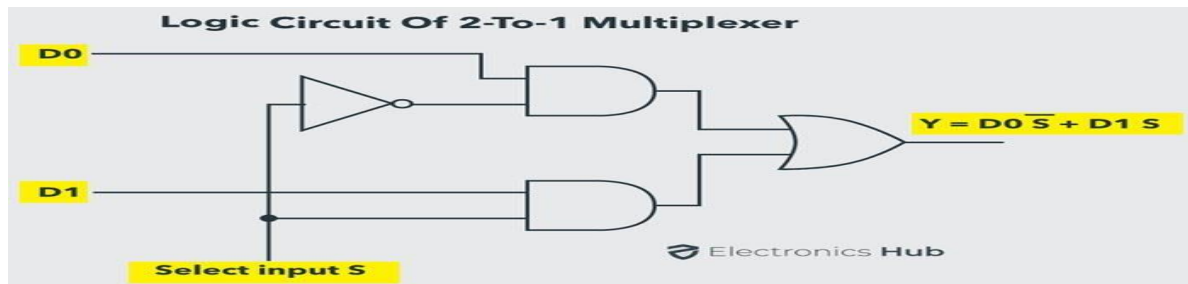 Logic Circuit Of 2-To-1 Multiplexer
D0
Y = D0 S̅ + D1 S
D1
Electronics Hub
Select input S